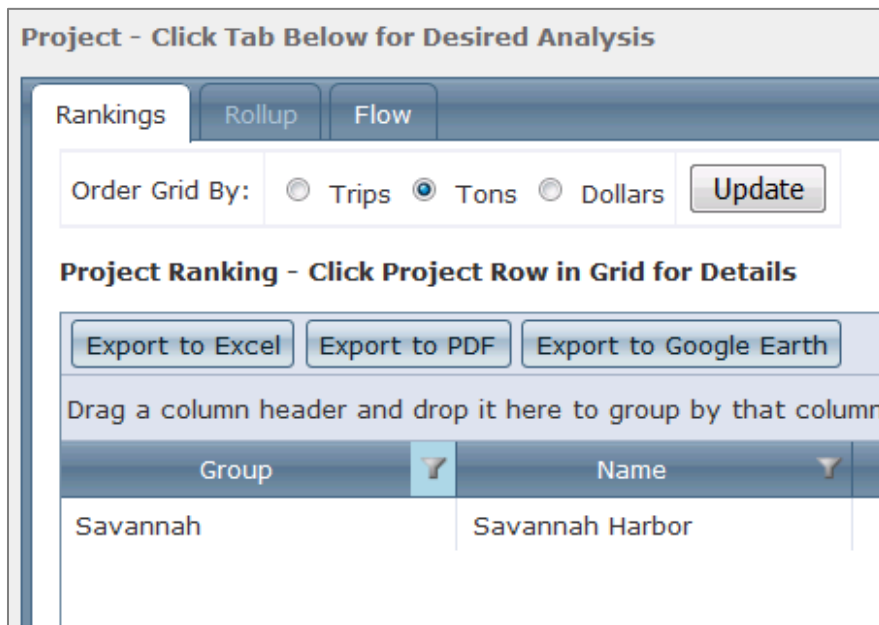 Project - Click Tab Below for Desired Analysis
Rankings Rollup Flow
Order Grid By: Trips Tons Dollars Update
Project Ranking - Click Project Row in Grid for Details
Export to Excel Export to PDF Export to Google Earth
Drag a column header and drop it here to group by that column
Group Name
Savannah Savannah Harbor